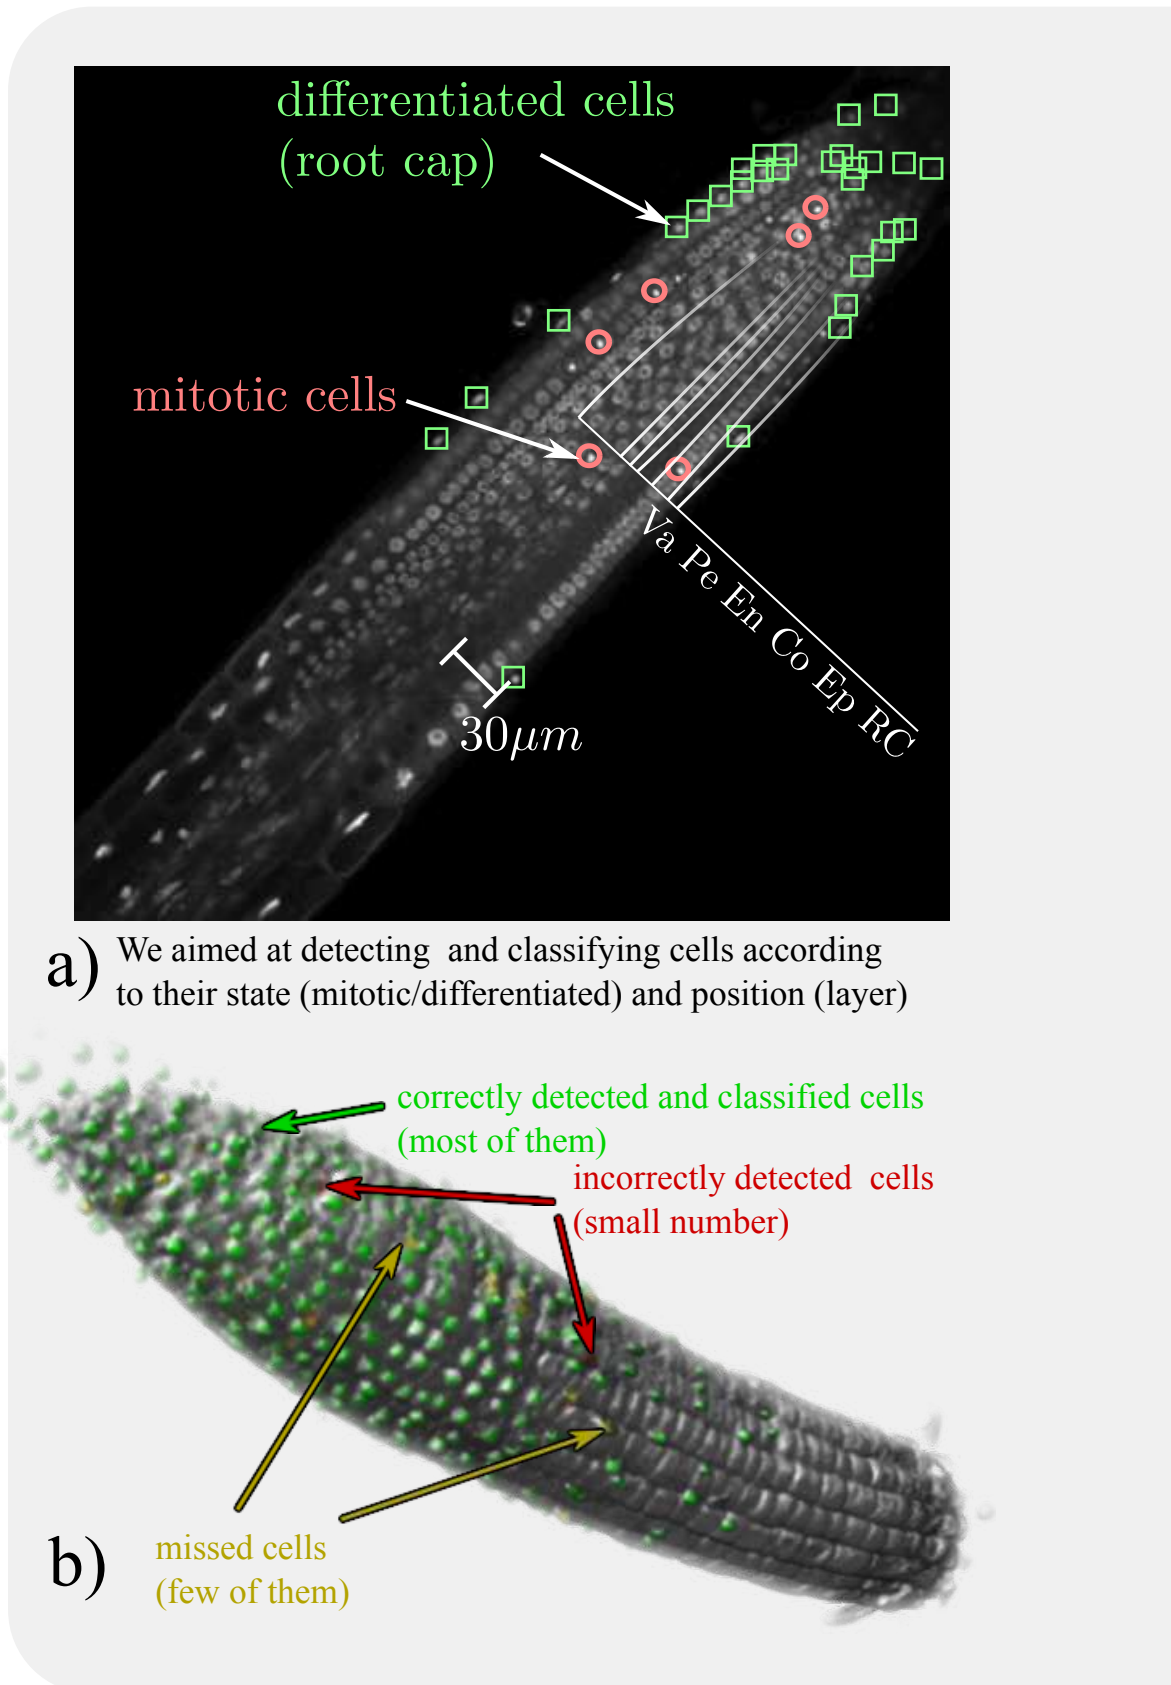 differentiated cells
(root cap)
mitotic cells
Va Pe En Co Ep RC
30μm
a) We aimed at detecting and classifying cells according
to their state (mitotic/differentiated) and position (layer)
correctly detected and classified cells
(most of them)
incorrectly detected cells
(small number)
missed cells
(few of them)
b)